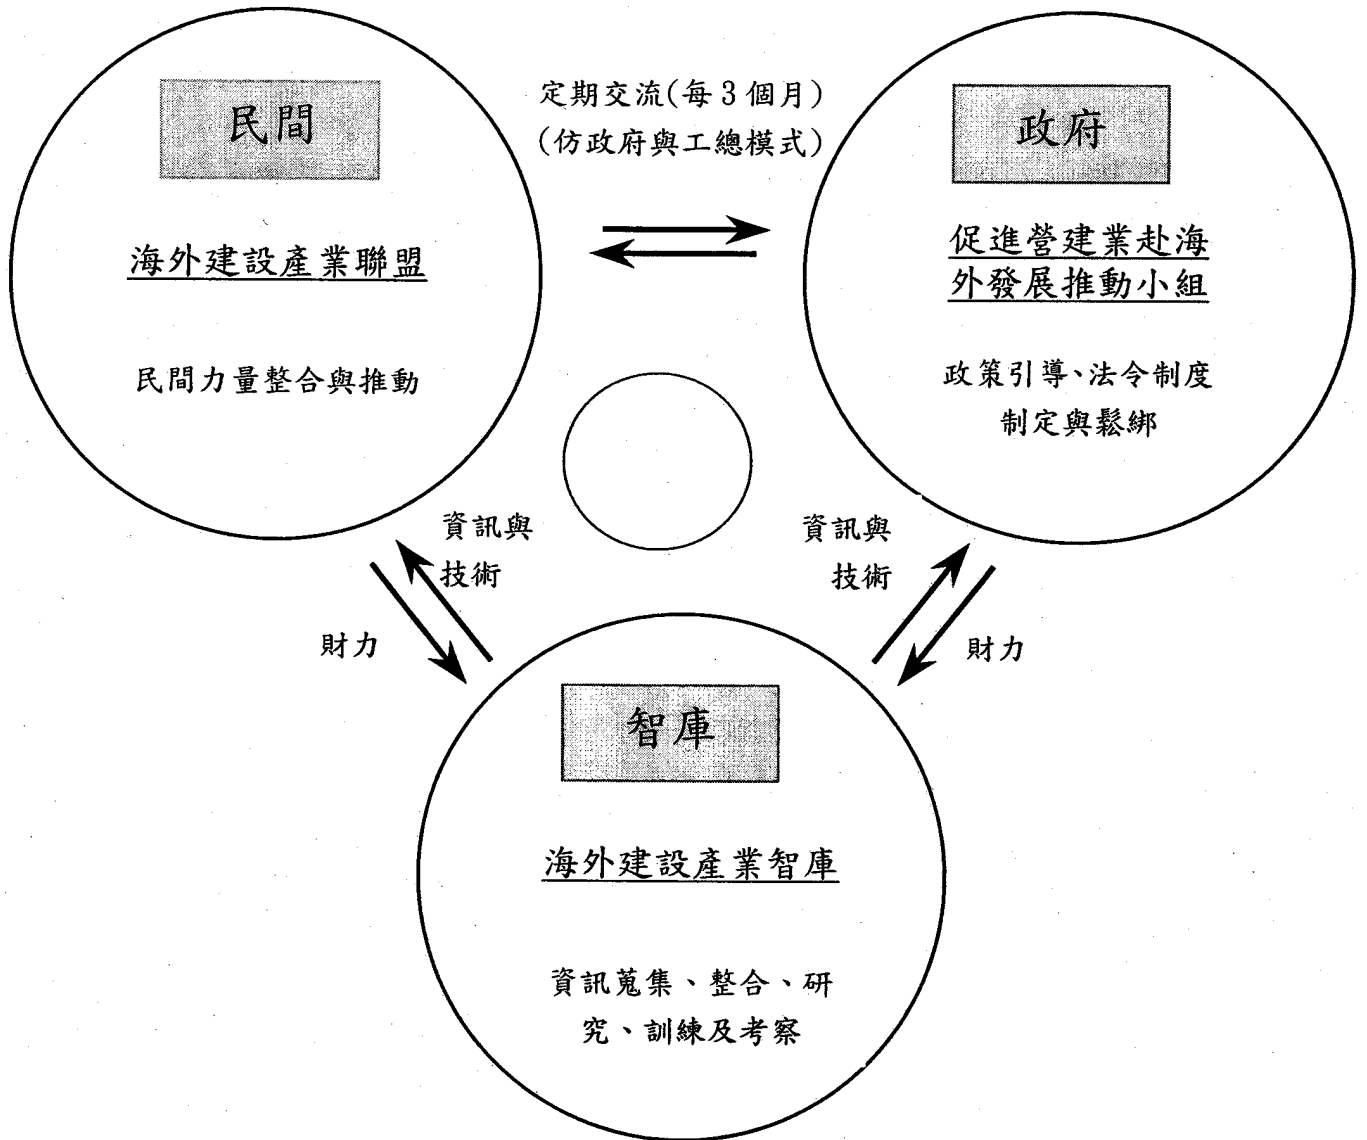 民間
海外建設產業聯盟
民間力量整合與推動
定期交流(每3個月)
(仿政府與工總模式)
政府
促進營建業赴海
外發展推動小組
政策引導、法令制度
制定與鬆綁
資訊與
技術
財力
資訊與
技術
財力
智庫
海外建設產業智庫
資訊蒐集、整合、研
究、訓練及考察